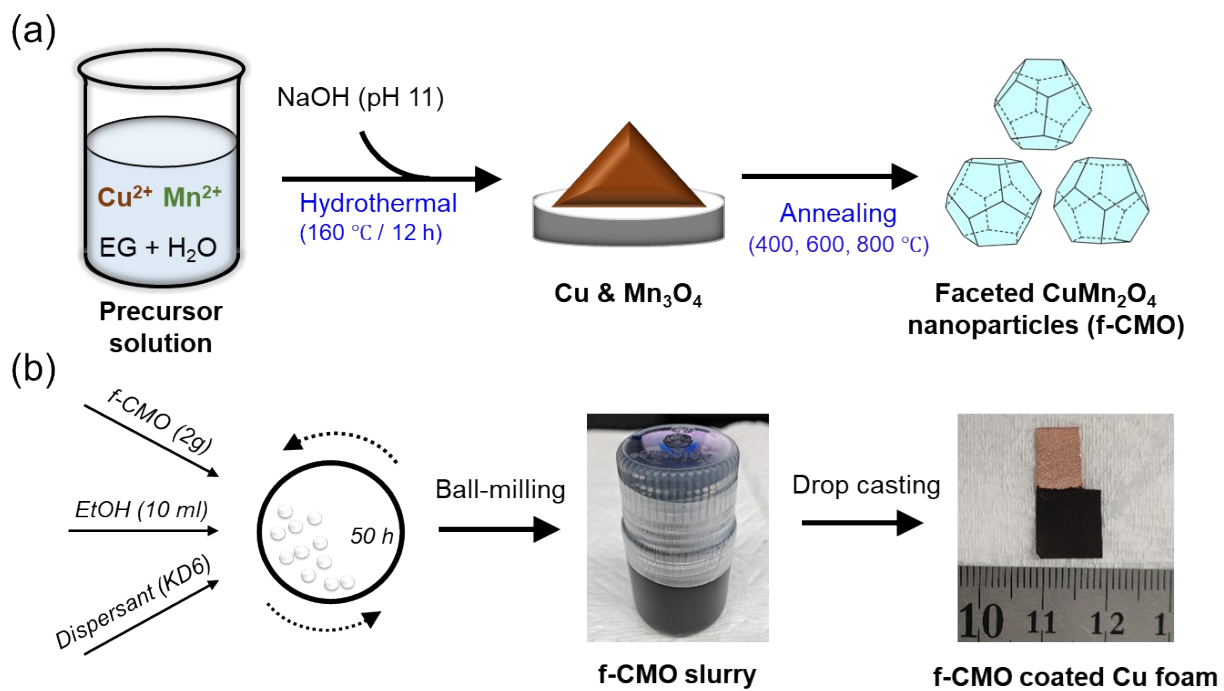 (a)
NaOH (pH 11)
Cu²⁺ Mn²⁺
EG + H₂O
Hydrothermal
(160 ℃ / 12 h)
Annealing
(400, 600, 800 ℃)
Precursor
solution
Cu & Mn₃O₄
Faceted CuMn₂O₄
nanoparticles (f-CMO)
(b)
f-CMO (2g)
EtOH (10 ml)
Dispersant (KD6)
50 h
Ball-milling
Drop casting
10 11 12 1
f-CMO slurry
f-CMO coated Cu foam